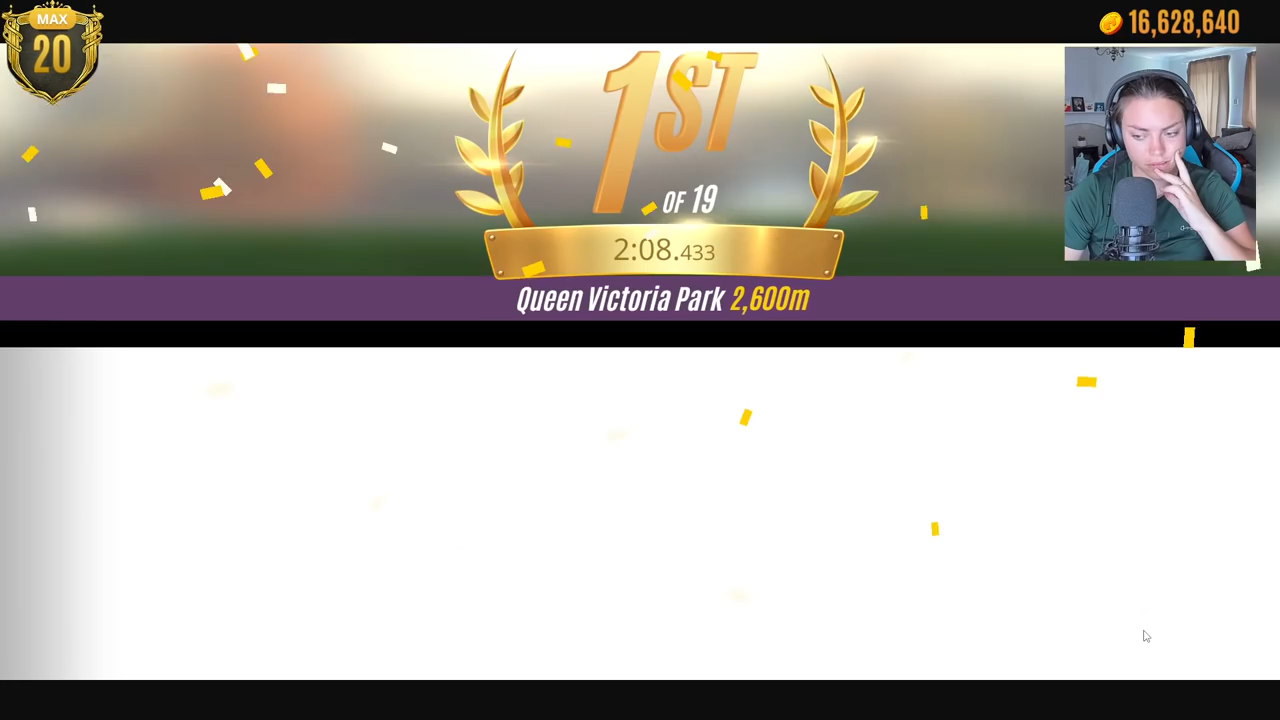 MAX
20
16,628,640
1ST
OF 19
2:08.433
Queen Victoria Park 2,600m